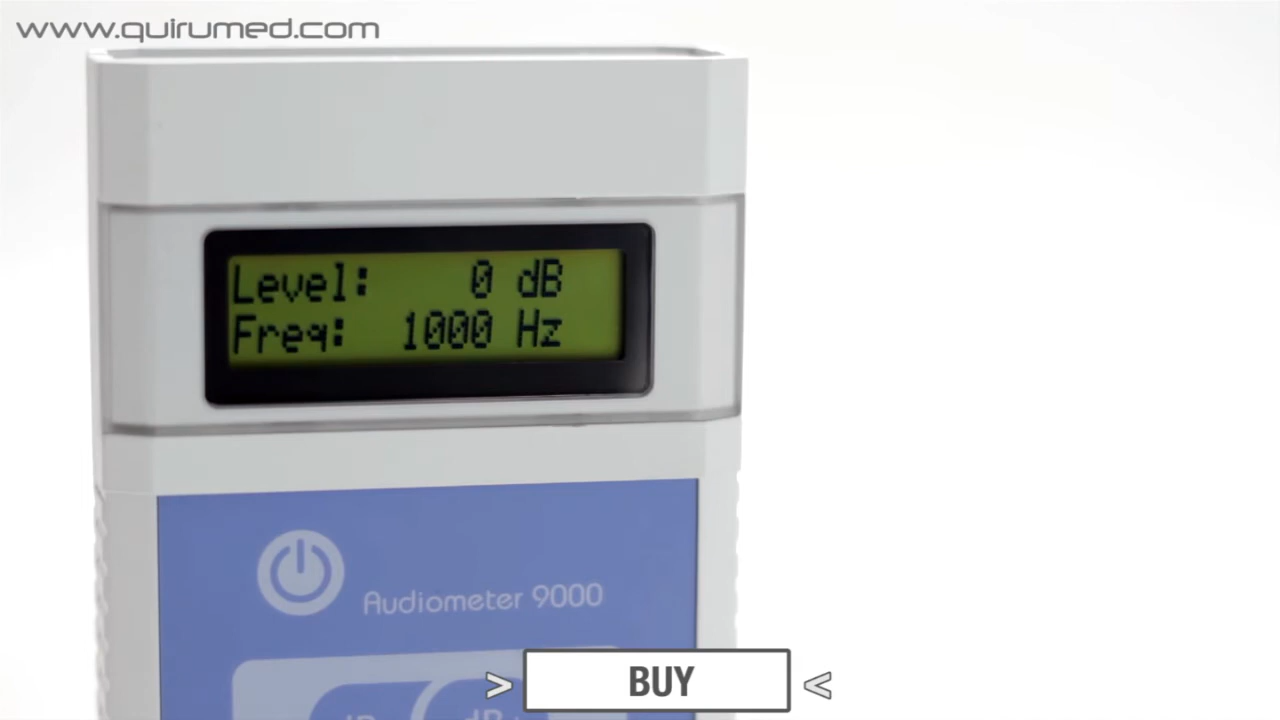 www.quirumed.com
Level: 0 dB
Freq: 1000 Hz
Audiometer 9000
> BUY <